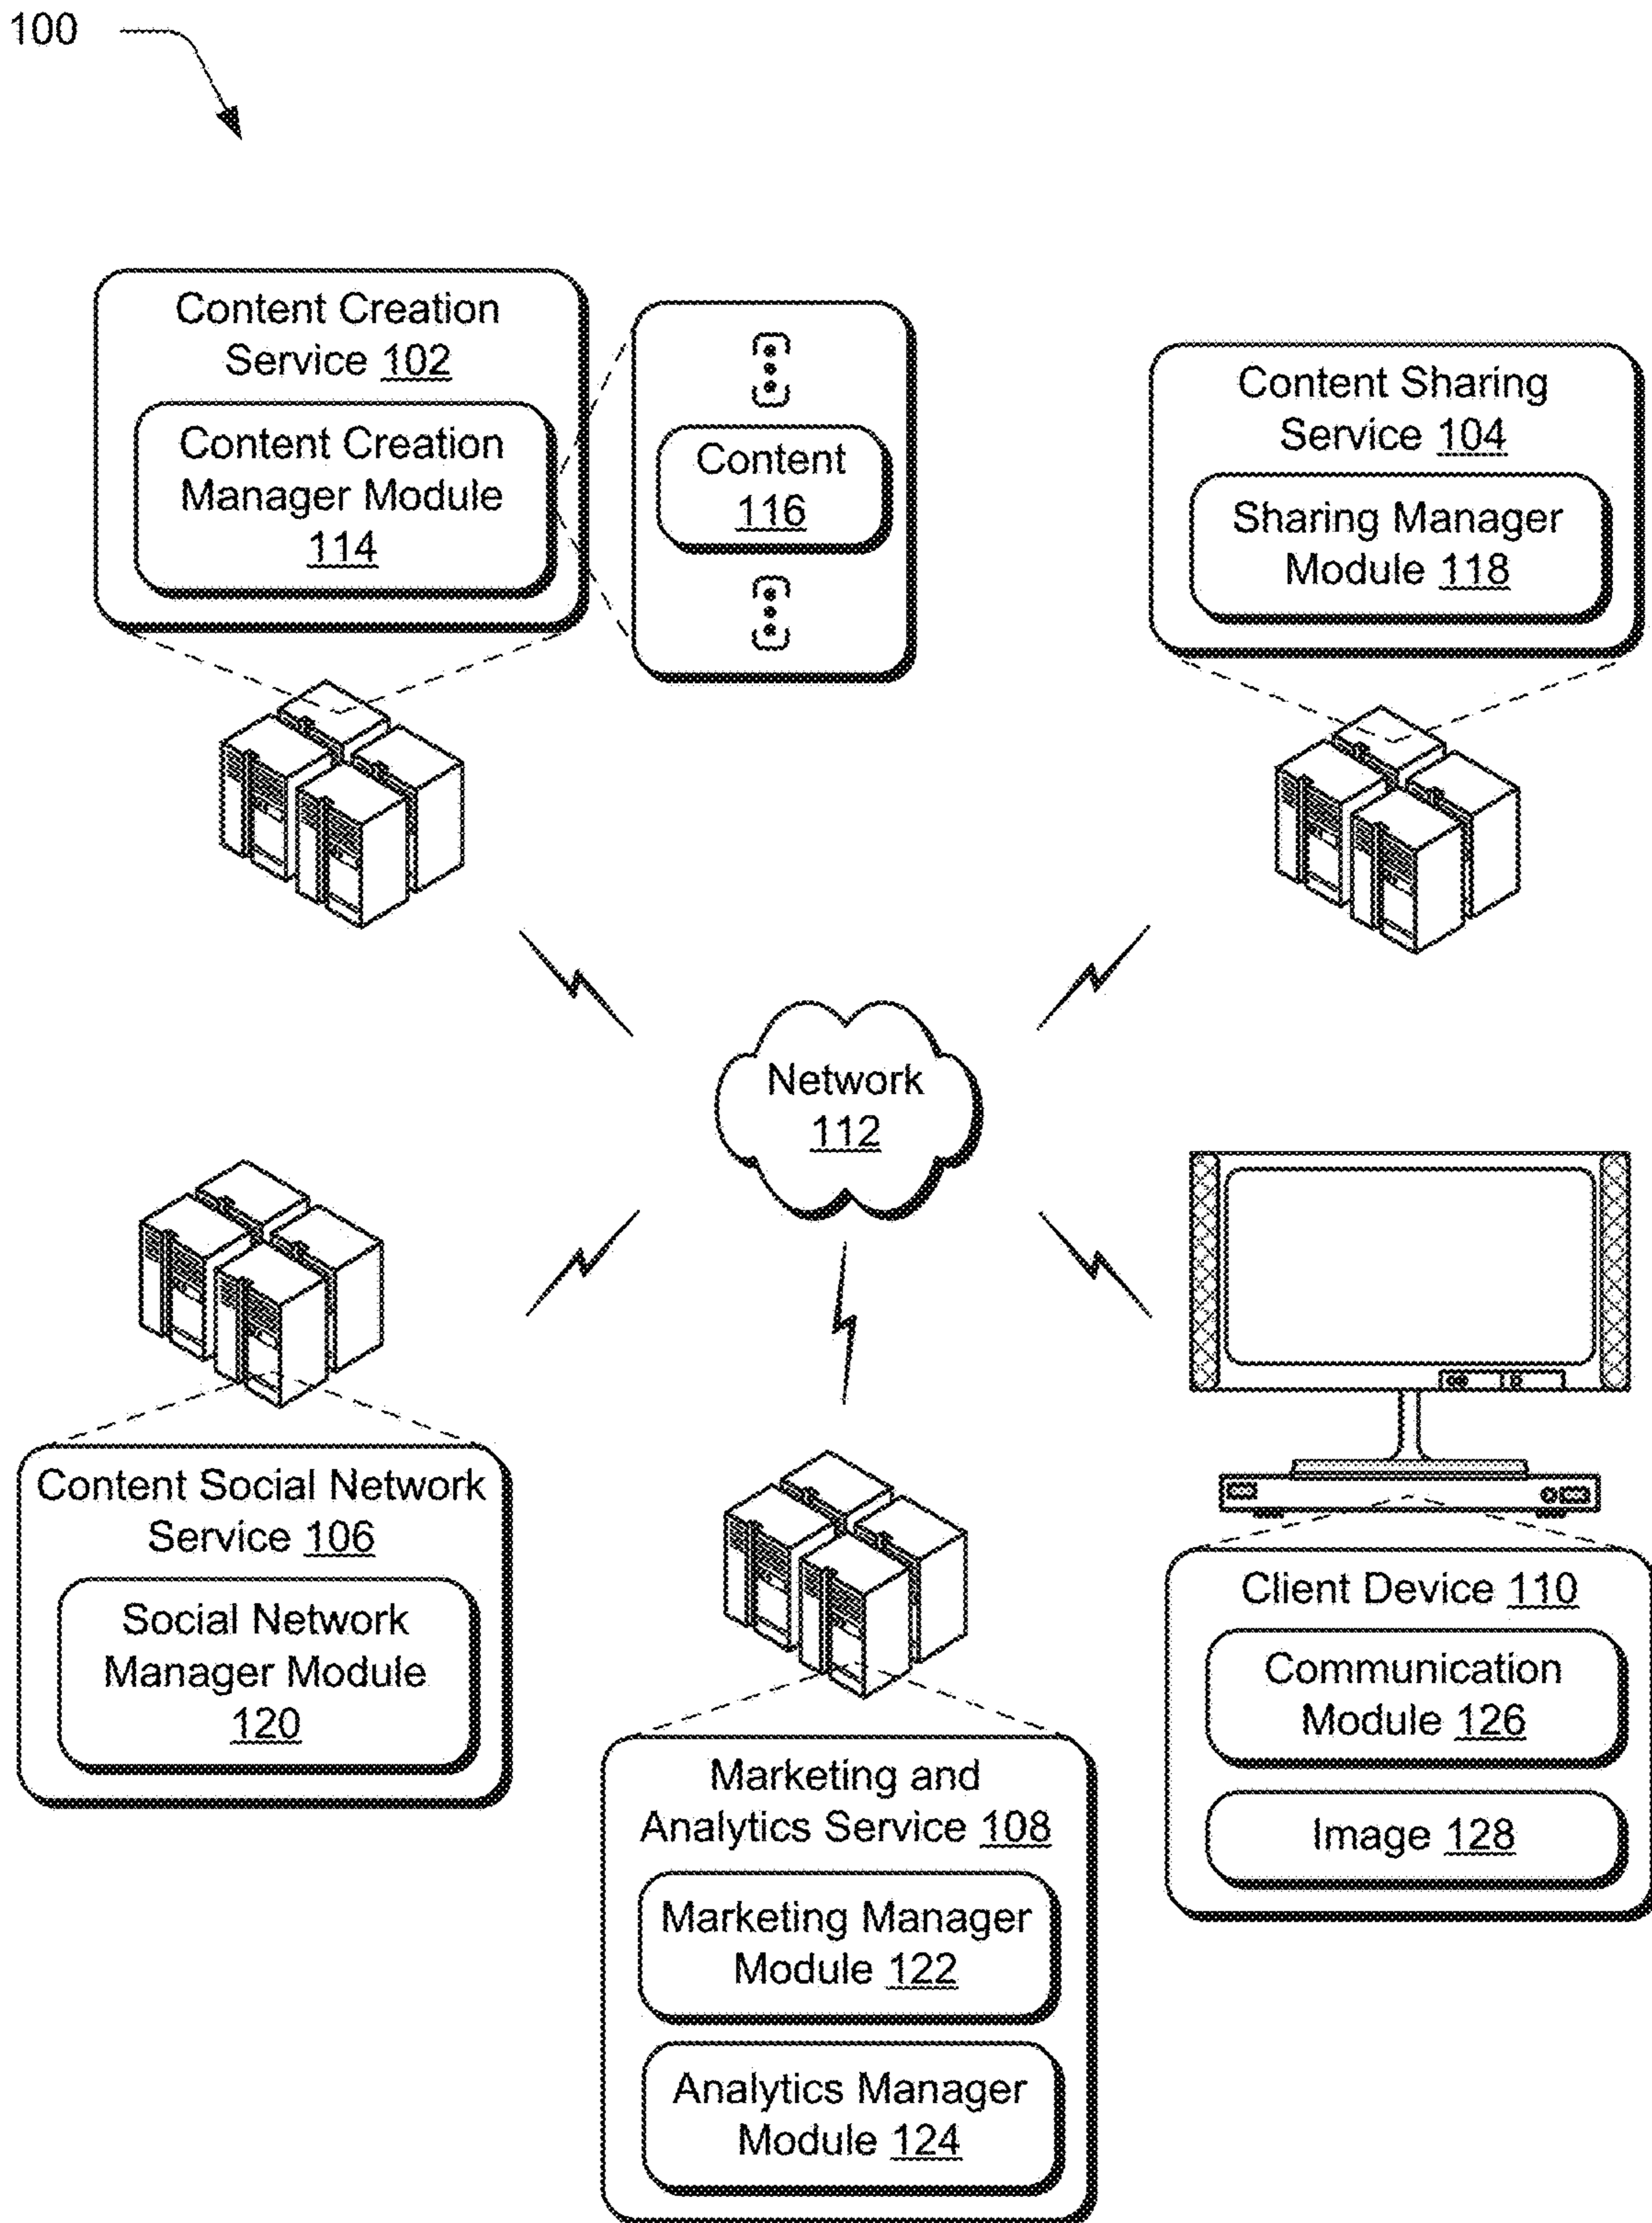 100
Content Creation
Service 102
Content Creation
Manager Module
114
Content
116
Content Sharing
Service 104
Sharing Manager
Module 118
Network
112
Content Social Network
Service 106
Social Network
Manager Module
120
Marketing and
Analytics Service 108
Marketing Manager
Module 122
Analytics Manager
Module 124
Client Device 110
Communication
Module 126
Image 128